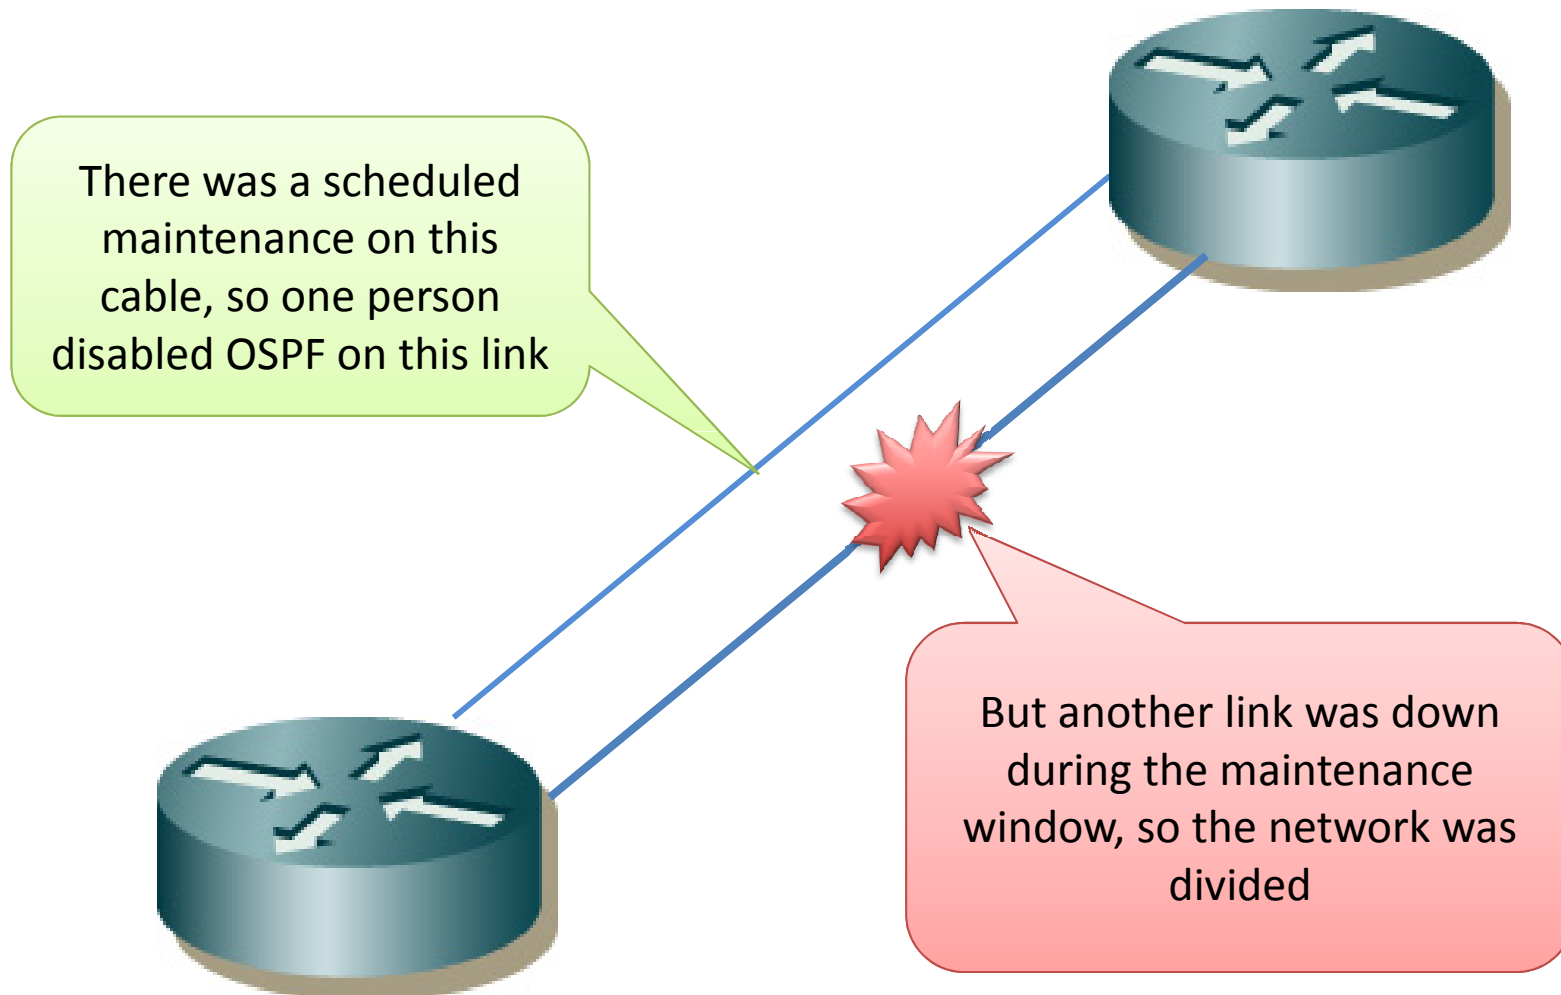 There was a scheduled
maintenance on this
cable, so one person
disabled OSPF on this link
But another link was down
during the maintenance
window, so the network was
divided